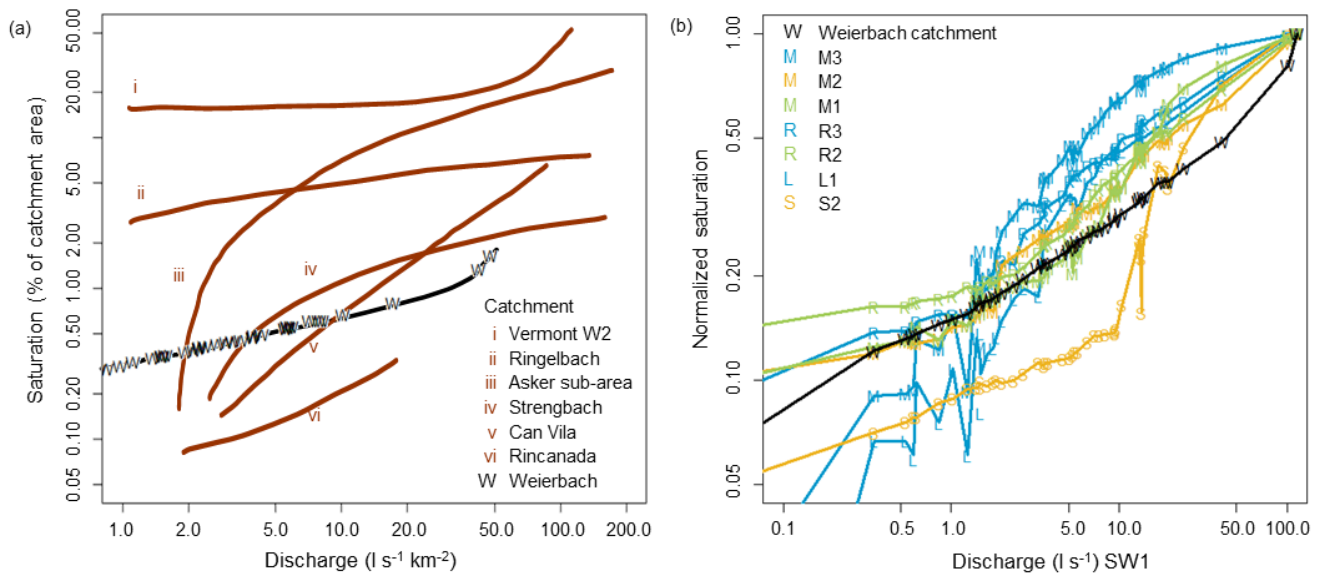 (a)
Saturation (% of catchment area)
50.00
20.00
5.00
2.00
1.00
0.50
0.20
0.10
0.05
i
ii
iii
iv
v
vi
Catchment
i Vermont W2
ii Ringelbach
iii Asker sub-area
iv Strengbach
v Can Vila
vi Rincanada
W Weierbach
1.0 2.0 5.0 10.0 20.0 50.0 200.0
Discharge (l s⁻¹ km⁻²)
(b)
Normalized saturation
1.00
0.50
0.20
0.10
0.05
W Weierbach catchment
M M3
M M2
M M1
R R3
R R2
L L1
S S2
0.1 0.5 1.0 5.0 10.0 50.0 100.0
Discharge (l s⁻¹) SW1